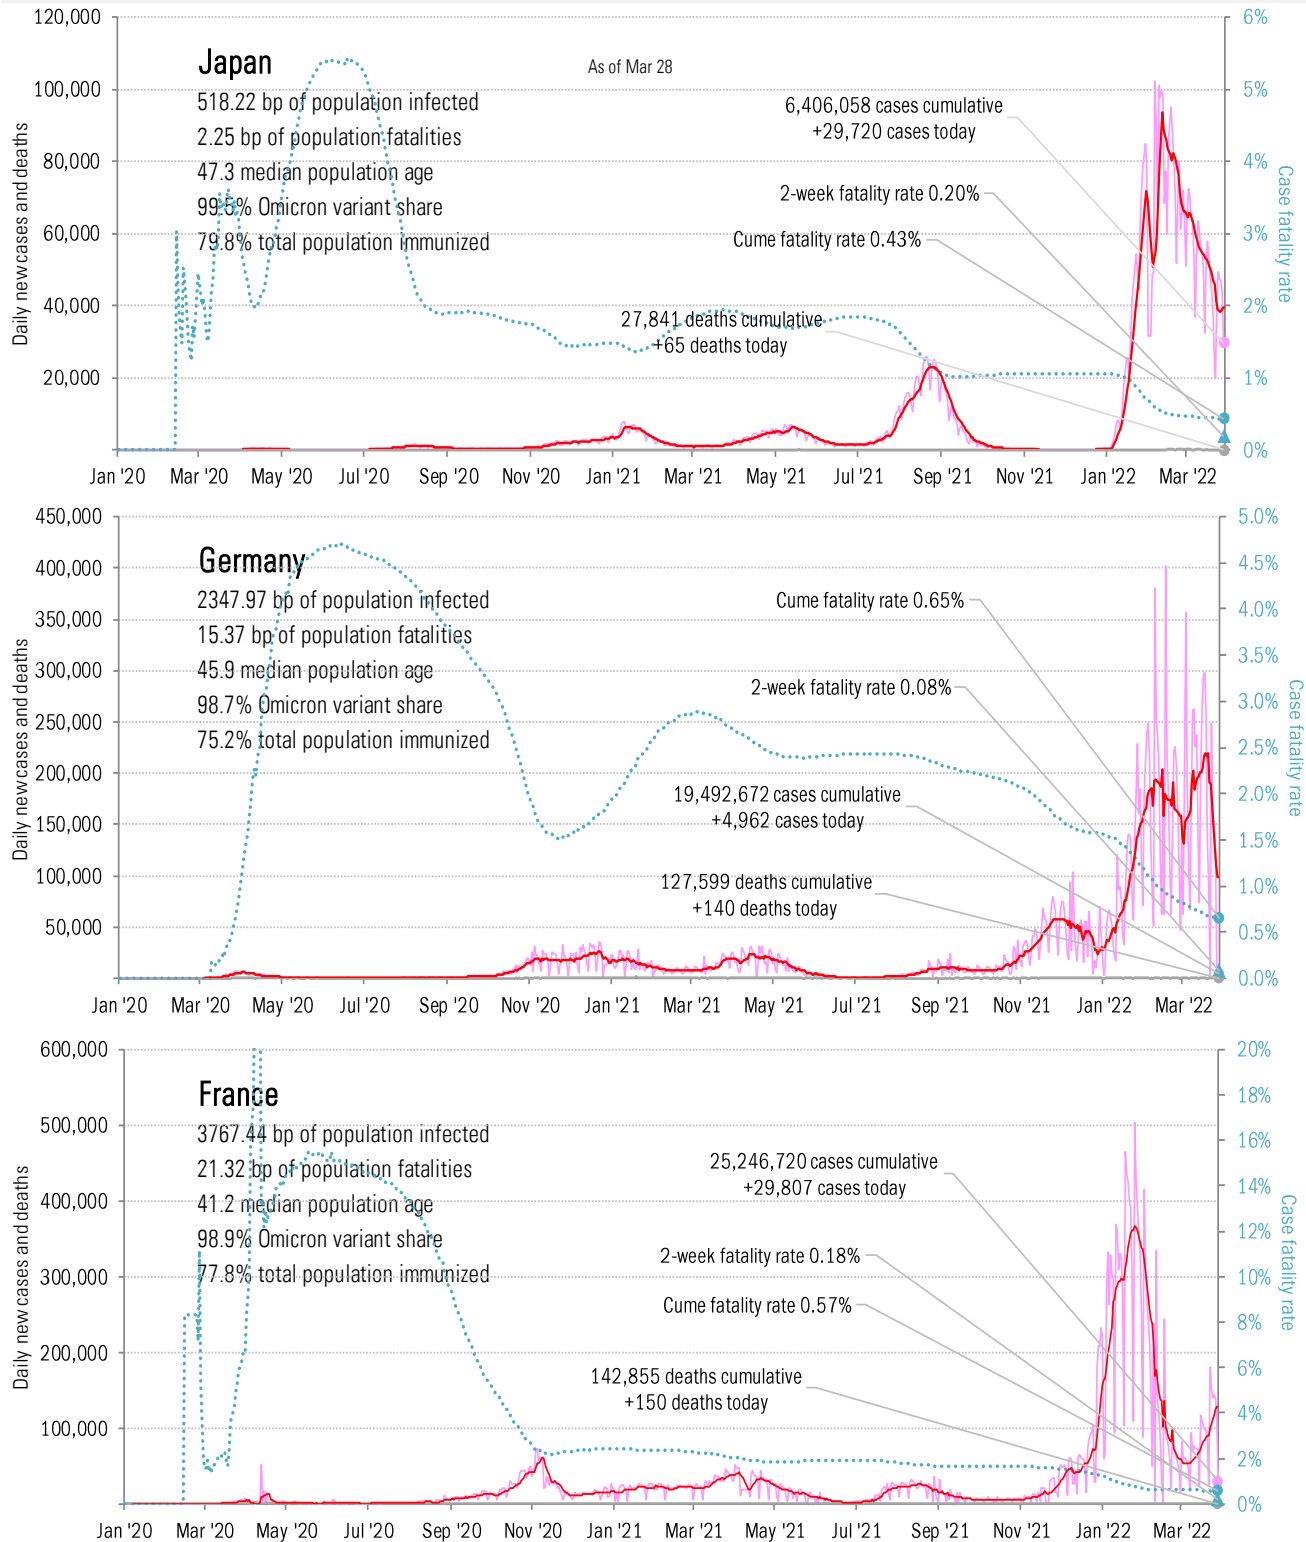 120,000
6%
Japan
As of Mar 28
518.22 bp of population infected
2.25 bp of population fatalities
47.3 median population age
99.5% Omicron variant share
79.8% total population immunized
6,406,058 cases cumulative
+29,720 cases today
2-week fatality rate 0.20%
Cume fatality rate 0.43%
27,841 deaths cumulative
+65 deaths today
100,000
5%
80,000
4%
60,000
3%
40,000
2%
20,000
1%
0%
Daily new cases and deaths
Case fatality rate
Jan '20 Mar '20 May '20 Jul '20 Sep '20 Nov '20 Jan '21 Mar '21 May '21 Jul '21 Sep '21 Nov '21 Jan '22 Mar '22
450,000
5.0%
Germany
2347.97 bp of population infected
15.37 bp of population fatalities
45.9 median population age
98.7% Omicron variant share
75.2% total population immunized
Cume fatality rate 0.65%
2-week fatality rate 0.08%
19,492,672 cases cumulative
+4,962 cases today
127,599 deaths cumulative
+140 deaths today
400,000
4.5%
350,000
4.0%
300,000
3.5%
250,000
3.0%
200,000
2.5%
150,000
2.0%
100,000
1.5%
50,000
1.0%
0.5%
0.0%
Daily new cases and deaths
Case fatality rate
Jan '20 Mar '20 May '20 Jul '20 Sep '20 Nov '20 Jan '21 Mar '21 May '21 Jul '21 Sep '21 Nov '21 Jan '22 Mar '22
600,000
20%
France
3767.44 bp of population infected
21.32 bp of population fatalities
41.2 median population age
98.9% Omicron variant share
77.8% total population immunized
25,246,720 cases cumulative
+29,807 cases today
2-week fatality rate 0.18%
Cume fatality rate 0.57%
142,855 deaths cumulative
+150 deaths today
500,000
18%
400,000
16%
300,000
14%
200,000
12%
100,000
10%
8%
6%
4%
2%
0%
Daily new cases and deaths
Case fatality rate
Jan '20 Mar '20 May '20 Jul '20 Sep '20 Nov '20 Jan '21 Mar '21 May '21 Jul '21 Sep '21 Nov '21 Jan '22 Mar '22